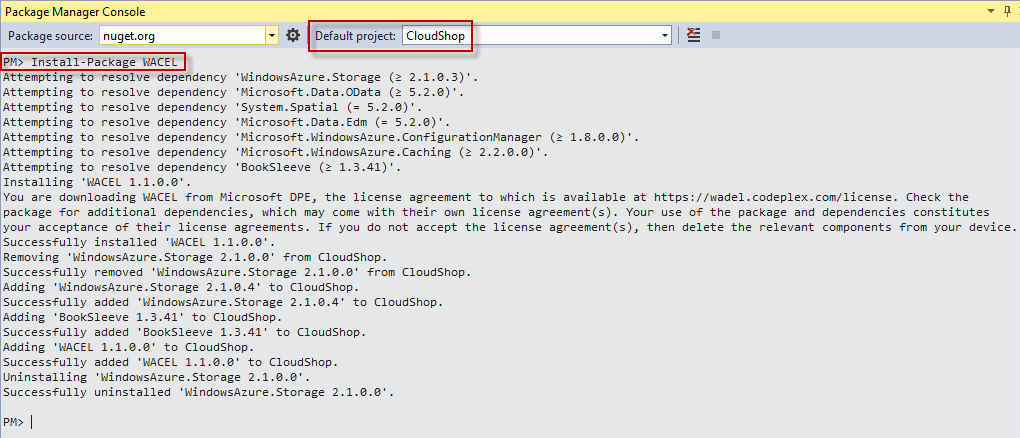 Package Manager Console
Package source: nuget.org Default project: CloudShop
PM> Install-Package WACEL
Attempting to resolve dependency 'WindowsAzure.Storage (≥ 2.1.0.3)'.
Attempting to resolve dependency 'Microsoft.Data.OData (≥ 5.2.0)'.
Attempting to resolve dependency 'System.Spatial (= 5.2.0)'.
Attempting to resolve dependency 'Microsoft.Data.Edm (= 5.2.0)'.
Attempting to resolve dependency 'Microsoft.WindowsAzure.ConfigurationManager (≥ 1.8.0.0)'.
Attempting to resolve dependency 'Microsoft.WindowsAzure.Caching (≥ 2.2.0.0)'.
Attempting to resolve dependency 'BookSleeve (≥ 1.3.41)'.
Installing 'WACEL 1.1.0.0'.
You are downloading WACEL from Microsoft DPE, the license agreement to which is available at https://wadel.codeplex.com/license. Check the
package for additional dependencies, which may come with their own license agreement(s). Your use of the package and dependencies constitutes
your acceptance of their license agreements. If you do not accept the license agreement(s), then delete the relevant components from your device.
Successfully installed 'WACEL 1.1.0.0'.
Removing 'WindowsAzure.Storage 2.1.0.0' from CloudShop.
Successfully removed 'WindowsAzure.Storage 2.1.0.0' from CloudShop.
Adding 'WindowsAzure.Storage 2.1.0.4' to CloudShop.
Successfully added 'WindowsAzure.Storage 2.1.0.4' to CloudShop.
Adding 'BookSleeve 1.3.41' to CloudShop.
Successfully added 'BookSleeve 1.3.41' to CloudShop.
Adding 'WACEL 1.1.0.0' to CloudShop.
Successfully added 'WACEL 1.1.0.0' to CloudShop.
Uninstalling 'WindowsAzure.Storage 2.1.0.0'.
Successfully uninstalled 'WindowsAzure.Storage 2.1.0.0'.
PM>